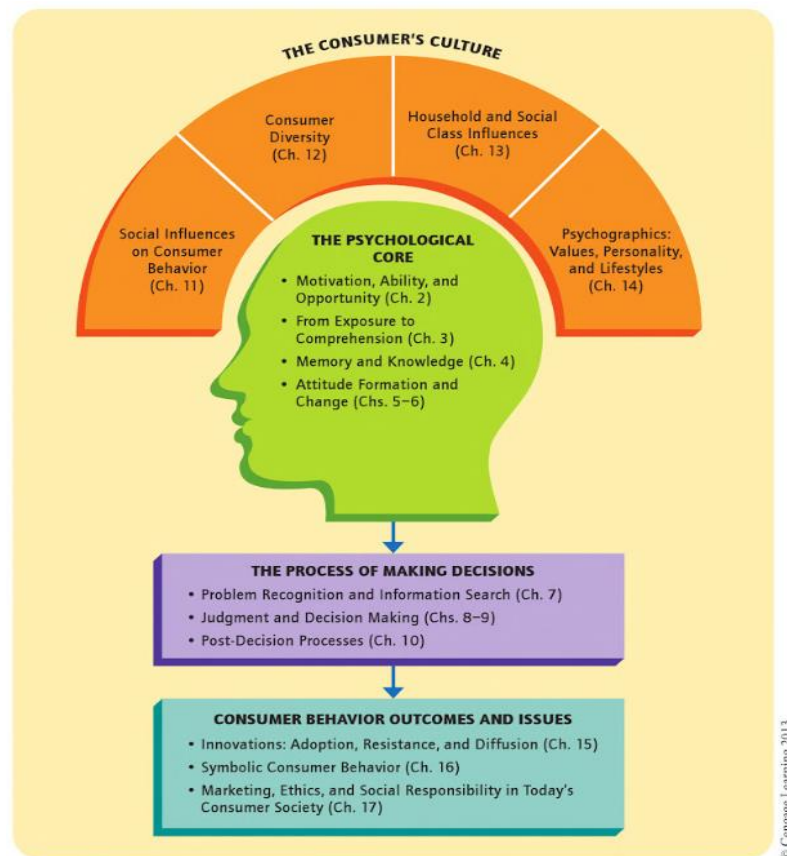 THE CONSUMER'S CULTURE
Social Influences
on Consumer
Behavior
(Ch. 11)
Consumer
Diversity
(Ch. 12)
Household and Social
Class Influences
(Ch. 13)
Psychographics:
Values, Personality,
and Lifestyles
(Ch. 14)
THE PSYCHOLOGICAL
CORE
• Motivation, Ability, and
Opportunity (Ch. 2)
• From Exposure to
Comprehension (Ch. 3)
• Memory and Knowledge (Ch. 4)
• Attitude Formation and
Change (Chs. 5–6)
THE PROCESS OF MAKING DECISIONS
• Problem Recognition and Information Search (Ch. 7)
• Judgment and Decision Making (Chs. 8–9)
• Post-Decision Processes (Ch. 10)
CONSUMER BEHAVIOR OUTCOMES AND ISSUES
• Innovations: Adoption, Resistance, and Diffusion (Ch. 15)
• Symbolic Consumer Behavior (Ch. 16)
• Marketing, Ethics, and Social Responsibility in Today's
Consumer Society (Ch. 17)
© Cengage Learning 2013